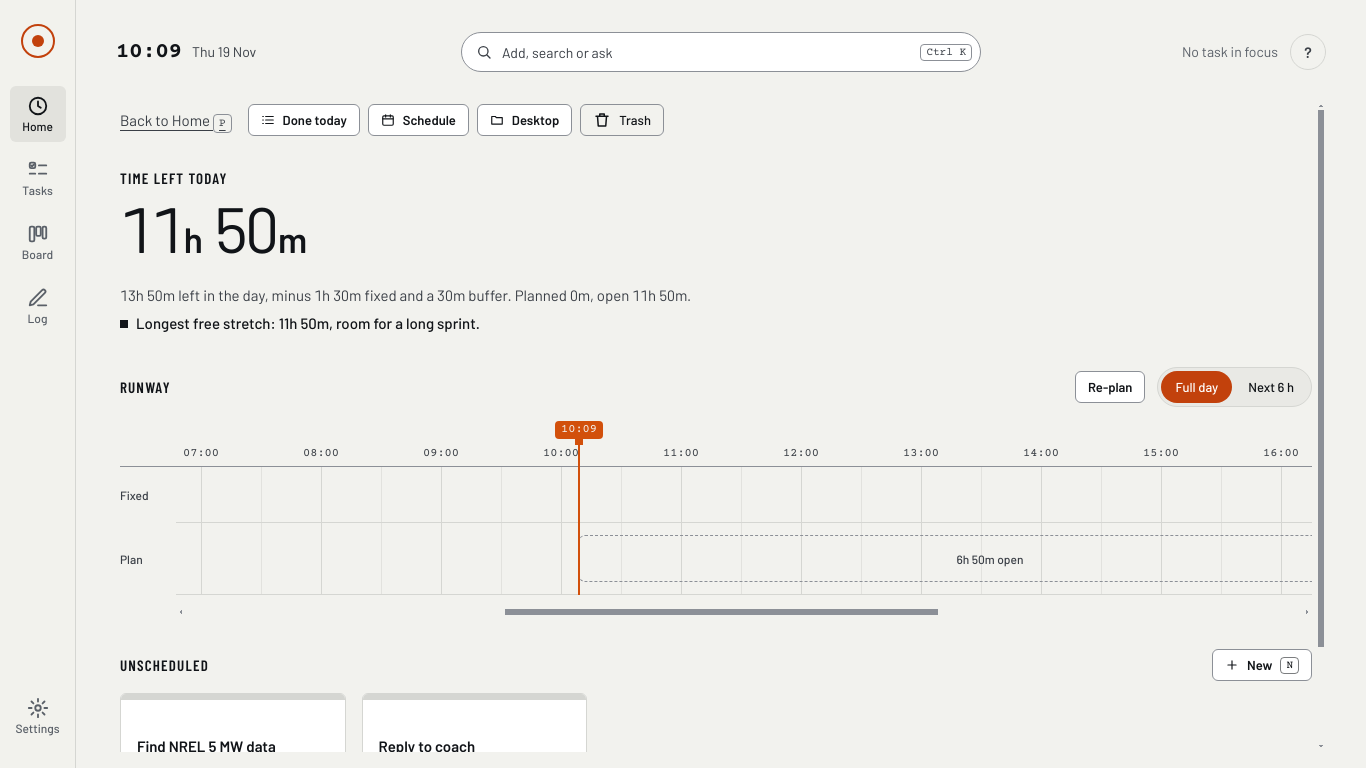 10:09 Thu 19 Nov
Add, search or ask Ctrl K
No task in focus ?
Home
Tasks
Board
Log
Settings
Back to Home P
Done today
Schedule
Desktop
Trash
TIME LEFT TODAY
11h 50m
13h 50m left in the day, minus 1h 30m fixed and a 30m buffer. Planned 0m, open 11h 50m.
Longest free stretch: 11h 50m, room for a long sprint.
RUNWAY
Re-plan
Full day
Next 6 h
10:09
07:00 08:00 09:00 10:00 11:00 12:00 13:00 14:00 15:00 16:00
Fixed
Plan
6h 50m open
UNSCHEDULED
New N
Find NREL 5 MW data
Reply to coach